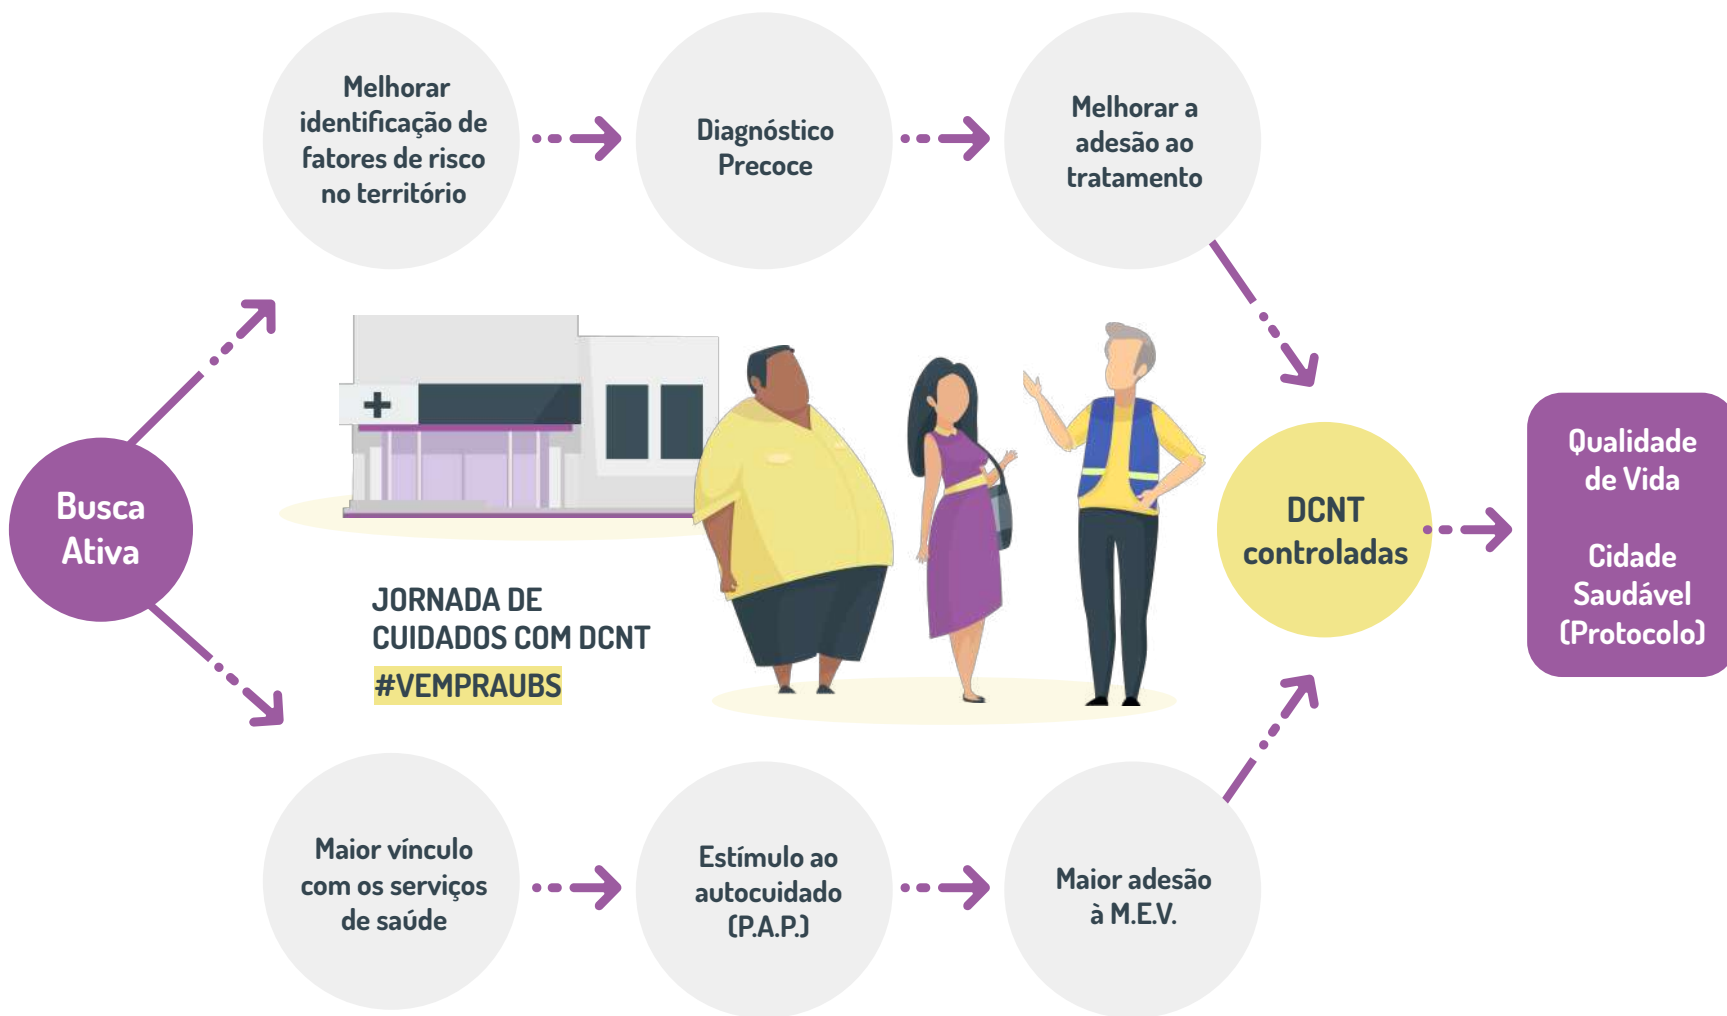 Melhorar
identificação de
fatores de risco
no território
Diagnóstico
Precoce
Melhorar a
adesão ao
tratamento
Busca
Ativa
JORNADA DE
CUIDADOS COM DCNT
#VEMPRAUBS
DCNT
controladas
Qualidade
de Vida
Cidade
Saudável
(Protocolo)
Maior vínculo
com os serviços
de saúde
Estímulo ao
autocuidado
(P.A.P.)
Maior adesão
à M.E.V.